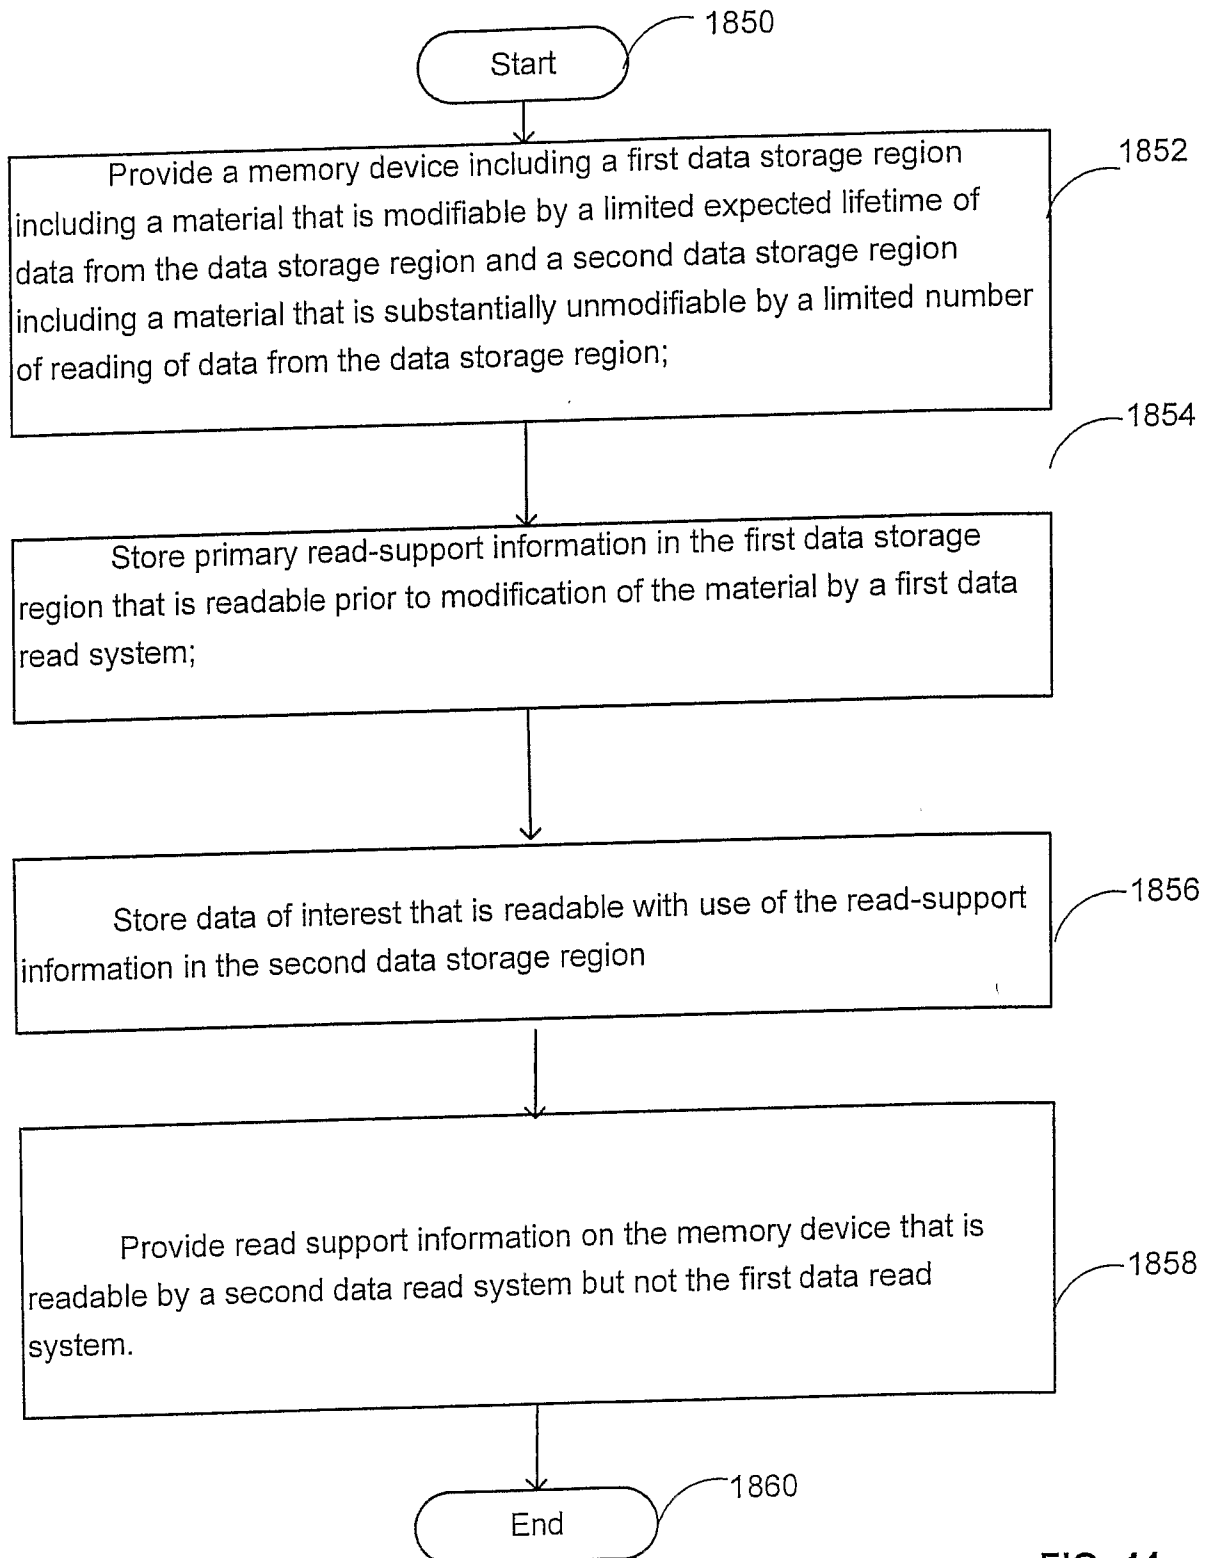 Start
1850
Provide a memory device including a first data storage region
including a material that is modifiable by a limited expected lifetime of
data from the data storage region and a second data storage region
including a material that is substantially unmodifiable by a limited number
of reading of data from the data storage region;
1852
1854
Store primary read-support information in the first data storage
region that is readable prior to modification of the material by a first data
read system;
Store data of interest that is readable with use of the read-support
information in the second data storage region
1856
Provide read support information on the memory device that is
readable by a second data read system but not the first data read
system.
1858
1860
End